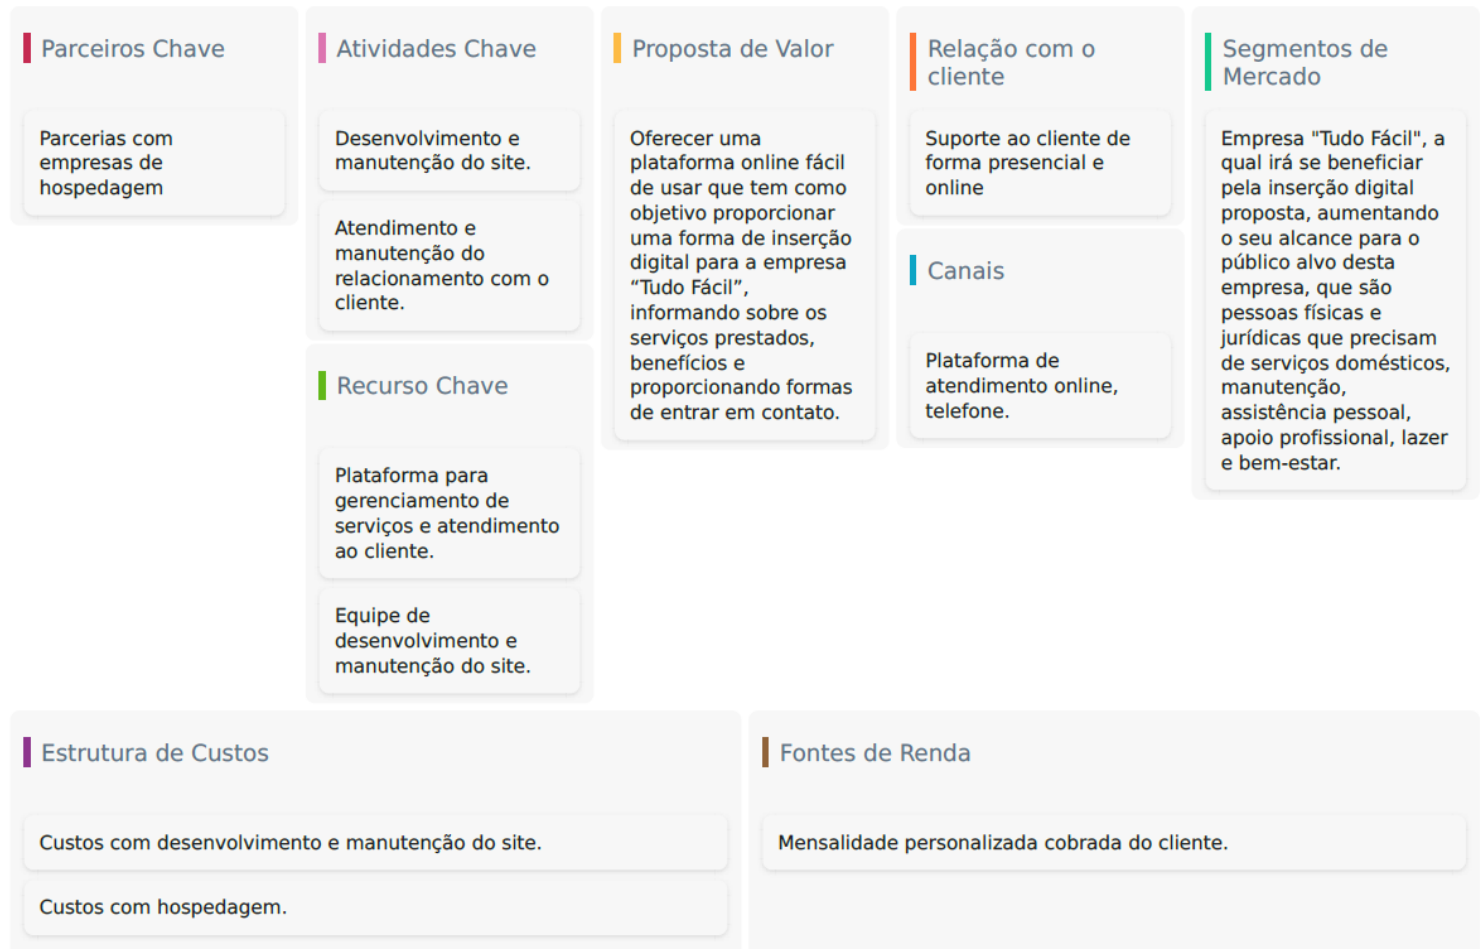 Parceiros Chave
Parcerias com
empresas de
hospedagem
Atividades Chave
Desenvolvimento e
manutenção do site.
Atendimento e
manutenção do
relacionamento com o
cliente.
Recurso Chave
Plataforma para
gerenciamento de
serviços e atendimento
ao cliente.
Equipe de
desenvolvimento e
manutenção do site.
Proposta de Valor
Oferecer uma
plataforma online fácil
de usar que tem como
objetivo proporcionar
uma forma de inserção
digital para a empresa
“Tudo Fácil”,
informando sobre os
serviços prestados,
benefícios e
proporcionando formas
de entrar em contato.
Relação com o
cliente
Suporte ao cliente de
forma presencial e
online
Canais
Plataforma de
atendimento online,
telefone.
Segmentos de
Mercado
Empresa "Tudo Fácil", a
qual irá se beneficiar
pela inserção digital
proposta, aumentando
o seu alcance para o
público alvo desta
empresa, que são
pessoas físicas e
jurídicas que precisam
de serviços domésticos,
manutenção,
assistência pessoal,
apoio profissional, lazer
e bem-estar.
Estrutura de Custos
Custos com desenvolvimento e manutenção do site.
Custos com hospedagem.
Fontes de Renda
Mensalidade personalizada cobrada do cliente.